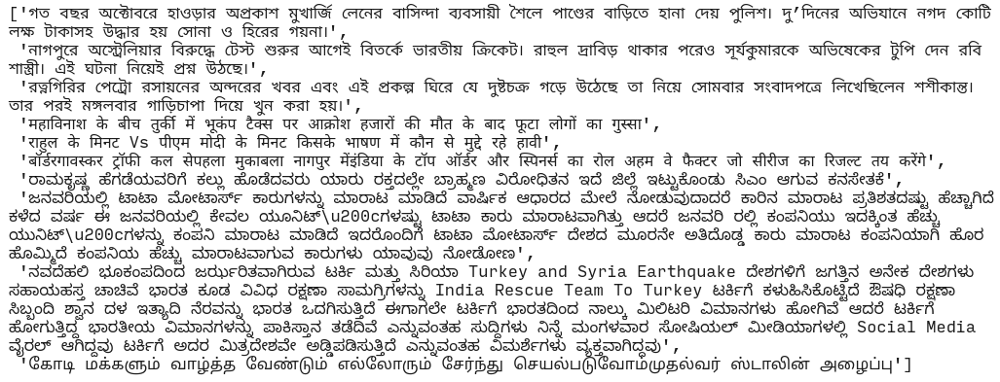 ['গত বছর অক্টোবরে হাওড়ার অপ্রকাশ মুখার্জি লেনের বাসিন্দা ব্যবসায়ী শৈলে পাণ্ডের বাড়িতে হানা দেয় পুলিশ। দু’দিনের অভিযানে নগদ কোটি
লক্ষ টাকাসহ উদ্ধার হয় সোনা ও হিরের গয়না।',
'নাগপুরে অস্ট্রেলিয়ার বিরুদ্ধে টেস্ট শুরুর আগেই বিতর্কে ভারতীয় ক্রিকেট। রাহুল দ্রাবিড় থাকার পরেও সূর্যকুমারকে অভিষেকের টুপি দেন রবি
শাস্ত্রী। এই ঘটনা নিয়েই প্রশ্ন উঠছে।',
'রত্নগিরির পেট্রো রসায়নের অন্দরের খবর এবং এই প্রকল্প ঘিরে যে দুষ্টচক্র গড়ে উঠেছে তা নিয়ে সোমবার সংবাদপত্রে লিখেছিলেন শশীকান্ত।
তার পরই মঙ্গলবার গাড়িচাপা দিয়ে খুন করা হয়।',
'महाविनाश के बीच तुर्की में भूकंप टैक्स पर आक्रोश हजारों की मौत के बाद फूटा लोगों का गुस्सा',
'राहुल के मिनट Vs पीएम मोदी के मिनट किसके भाषण में कौन से मुद्दे रहे हावी',
'बॉर्डरगावस्कर ट्रॉफी कल सेपहला मुकाबला नागपुर मेंइंडिया के टॉप ऑर्डर और स्पिनर्स का रोल अहम वे फैक्टर जो सीरीज का रिजल्ट तय करेंगे',
'ರಾಮಕೃಷ್ಣ ಹೆಗಡೆಯವರಿಗೆ ಕಲ್ಲು ಹೊಡೆದವರು ಯಾರು ರಕ್ತದಲ್ಲೇ ಬ್ರಾಹ್ಮಣ ವಿರೋಧಿತನ ಇದೆ ಜಿಲ್ಲೆ ಇಟ್ಟುಕೊಂಡು ಸಿಎಂ ಆಗುವ ಕನಸೇತಕೆ',
'ಜನವರಿಯಲ್ಲಿ ಟಾಟಾ ಮೋಟಾರ್ಸ್ ಕಾರುಗಳನ್ನು ಮಾರಾಟ ಮಾಡಿದೆ ವಾರ್ಷಿಕ ಆಧಾರದ ಮೇಲೆ ನೋಡುವುದಾದರೆ ಕಾರಿನ ಮಾರಾಟ ಪ್ರತಿಶತದಷ್ಟು ಹೆಚ್ಚಾಗಿದೆ
ಕಳೆದ ವರ್ಷ ಈ ಜನವರಿಯಲ್ಲಿ ಕೇವಲ ಯೂನಿಟ್\u200cಗಳಷ್ಟು ಟಾಟಾ ಕಾರು ಮಾರಾಟವಾಗಿತ್ತು ಆದರೆ ಜನವರಿ ರಲ್ಲಿ ಕಂಪನಿಯು ಇದಕ್ಕಿಂತ ಹೆಚ್ಚು
ಯುನಿಟ್\u200cಗಳನ್ನು ಕಂಪನಿ ಮಾರಾಟ ಮಾಡಿದೆ ಇದರೊಂದಿಗೆ ಟಾಟಾ ಮೋಟಾರ್ಸ್ ದೇಶದ ಮೂರನೇ ಅತಿದೊಡ್ಡ ಕಾರು ಮಾರಾಟ ಕಂಪನಿಯಾಗಿ ಹೊರ
ಹೊಮ್ಮಿದೆ ಕಂಪನಿಯ ಹೆಚ್ಚು ಮಾರಾಟವಾಗುವ ಕಾರುಗಳು ಯಾವುವು ನೋಡೋಣ',
'ನವದೆಹಲಿ ಭೂಕಂಪದಿಂದ ಜರ್ಝರಿತವಾಗಿರುವ ಟರ್ಕಿ ಮತ್ತು ಸಿರಿಯಾ Turkey and Syria Earthquake ದೇಶಗಳಿಗೆ ಜಗತ್ತಿನ ಅನೇಕ ದೇಶಗಳು
ಸಹಾಯಹಸ್ತ ಚಾಚಿವೆ ಭಾರತ ಕೂಡ ವಿವಿಧ ರಕ್ಷಣಾ ಸಾಮಗ್ರಿಗಳನ್ನು India Rescue Team To Turkey ಟರ್ಕಿಗೆ ಕಳುಹಿಸಿಕೊಟ್ಟಿದೆ ಔಷಧಿ ರಕ್ಷಣಾ
ಸಿಬ್ಬಂದಿ ಶ್ವಾನ ದಳ ಇತ್ಯಾದಿ ನೆರವನ್ನು ಭಾರತ ಒದಗಿಸುತ್ತಿದೆ ಈಗಾಗಲೇ ಟರ್ಕಿಗೆ ಭಾರತದಿಂದ ನಾಲ್ಕು ಮಿಲಿಟರಿ ವಿಮಾನಗಳು ಹೋಗಿವೆ ಆದರೆ ಟರ್ಕಿಗೆ
ಹೋಗುತ್ತಿದ್ದ ಭಾರತೀಯ ವಿಮಾನಗಳನ್ನು ಪಾಕಿಸ್ತಾನ ತಡೆದಿವೆ ಎನ್ನುವಂತಹ ಸುದ್ದಿಗಳು ನಿನ್ನೆ ಮಂಗಳವಾರ ಸೋಷಿಯಲ್ ಮೀಡಿಯಾಗಳಲ್ಲಿ Social Media
ವೈರಲ್ ಆಗಿದ್ದವು ಟರ್ಕಿಗೆ ಅದರ ಮಿತ್ರದೇಶವೇ ಅಡ್ಡಿಪಡಿಸುತ್ತಿದೆ ಎನ್ನುವಂತಹ ವಿಮರ್ಶೆಗಳು ವ್ಯಕ್ತವಾಗಿದ್ದವು',
'கோடி மக்களும் வாழ்த்த வேண்டும் எல்லோரும் சேர்ந்து செயல்படுவோம்முதல்வர் ஸ்டாலின் அழைப்பு']